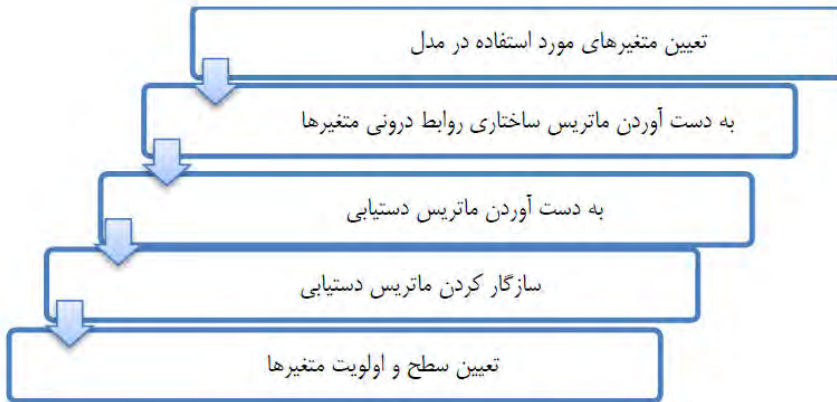 تعیین متغیرهای مورد استفاده در مدل
به دست آوردن ماتریس ساختاری روابط درونی متغیرها
به دست آوردن ماتریس دستیابی
سازگار کردن ماتریس دستیابی
تعیین سطح و اولویت متغیرها